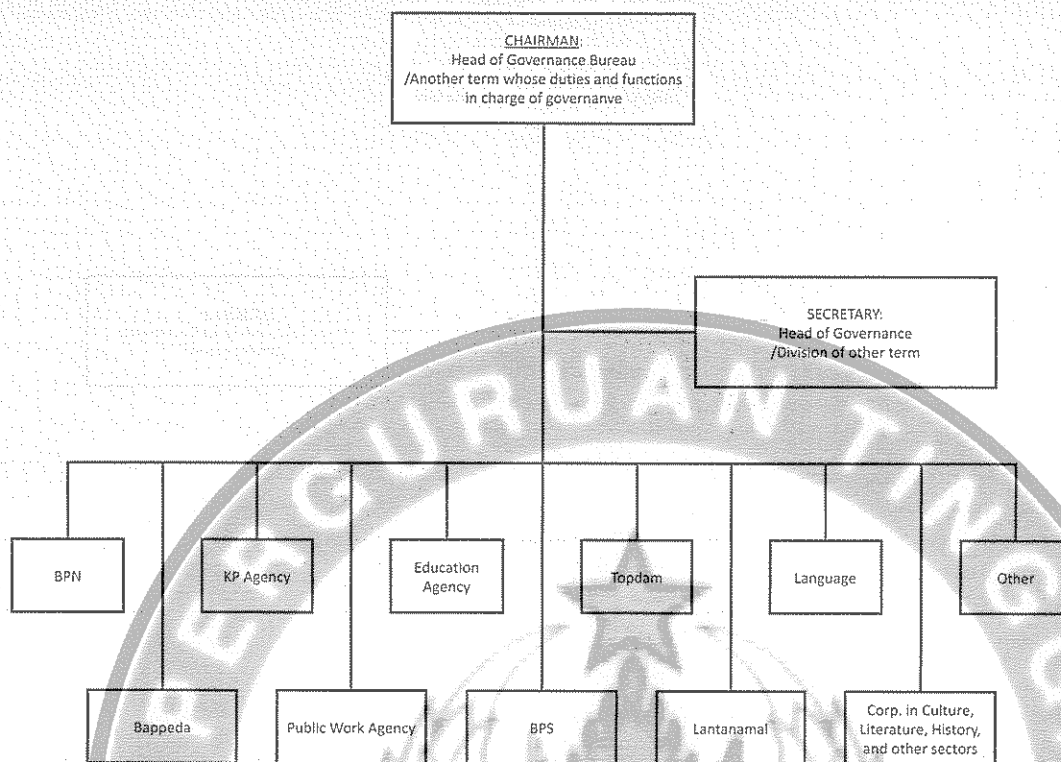 CHAIRMAN:
Head of Governance Bureau
/Another term whose duties and functions
in charge of governanve
SECRETARY:
Head of Governance
/Division of other term
PERGURUAN TINGG
BPN
KP Agency
Education
Agency
Topdam
Language
Other
Bappeda
Public Work Agency
BPS
Lantanamal
Corp. in Culture,
Literature, History,
and other sectors